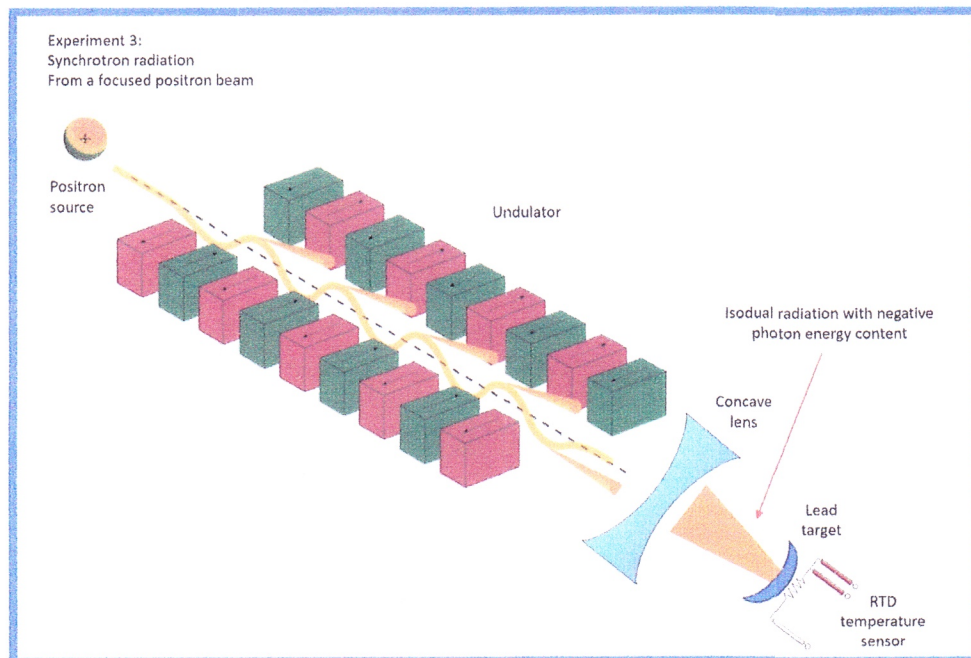 Experiment 3:
Synchrotron radiation
From a focused positron beam
+
Positron
source
Undulator
Isodual radiation with negative
photon energy content
Concave
lens
Lead
target
RTD
temperature
sensor